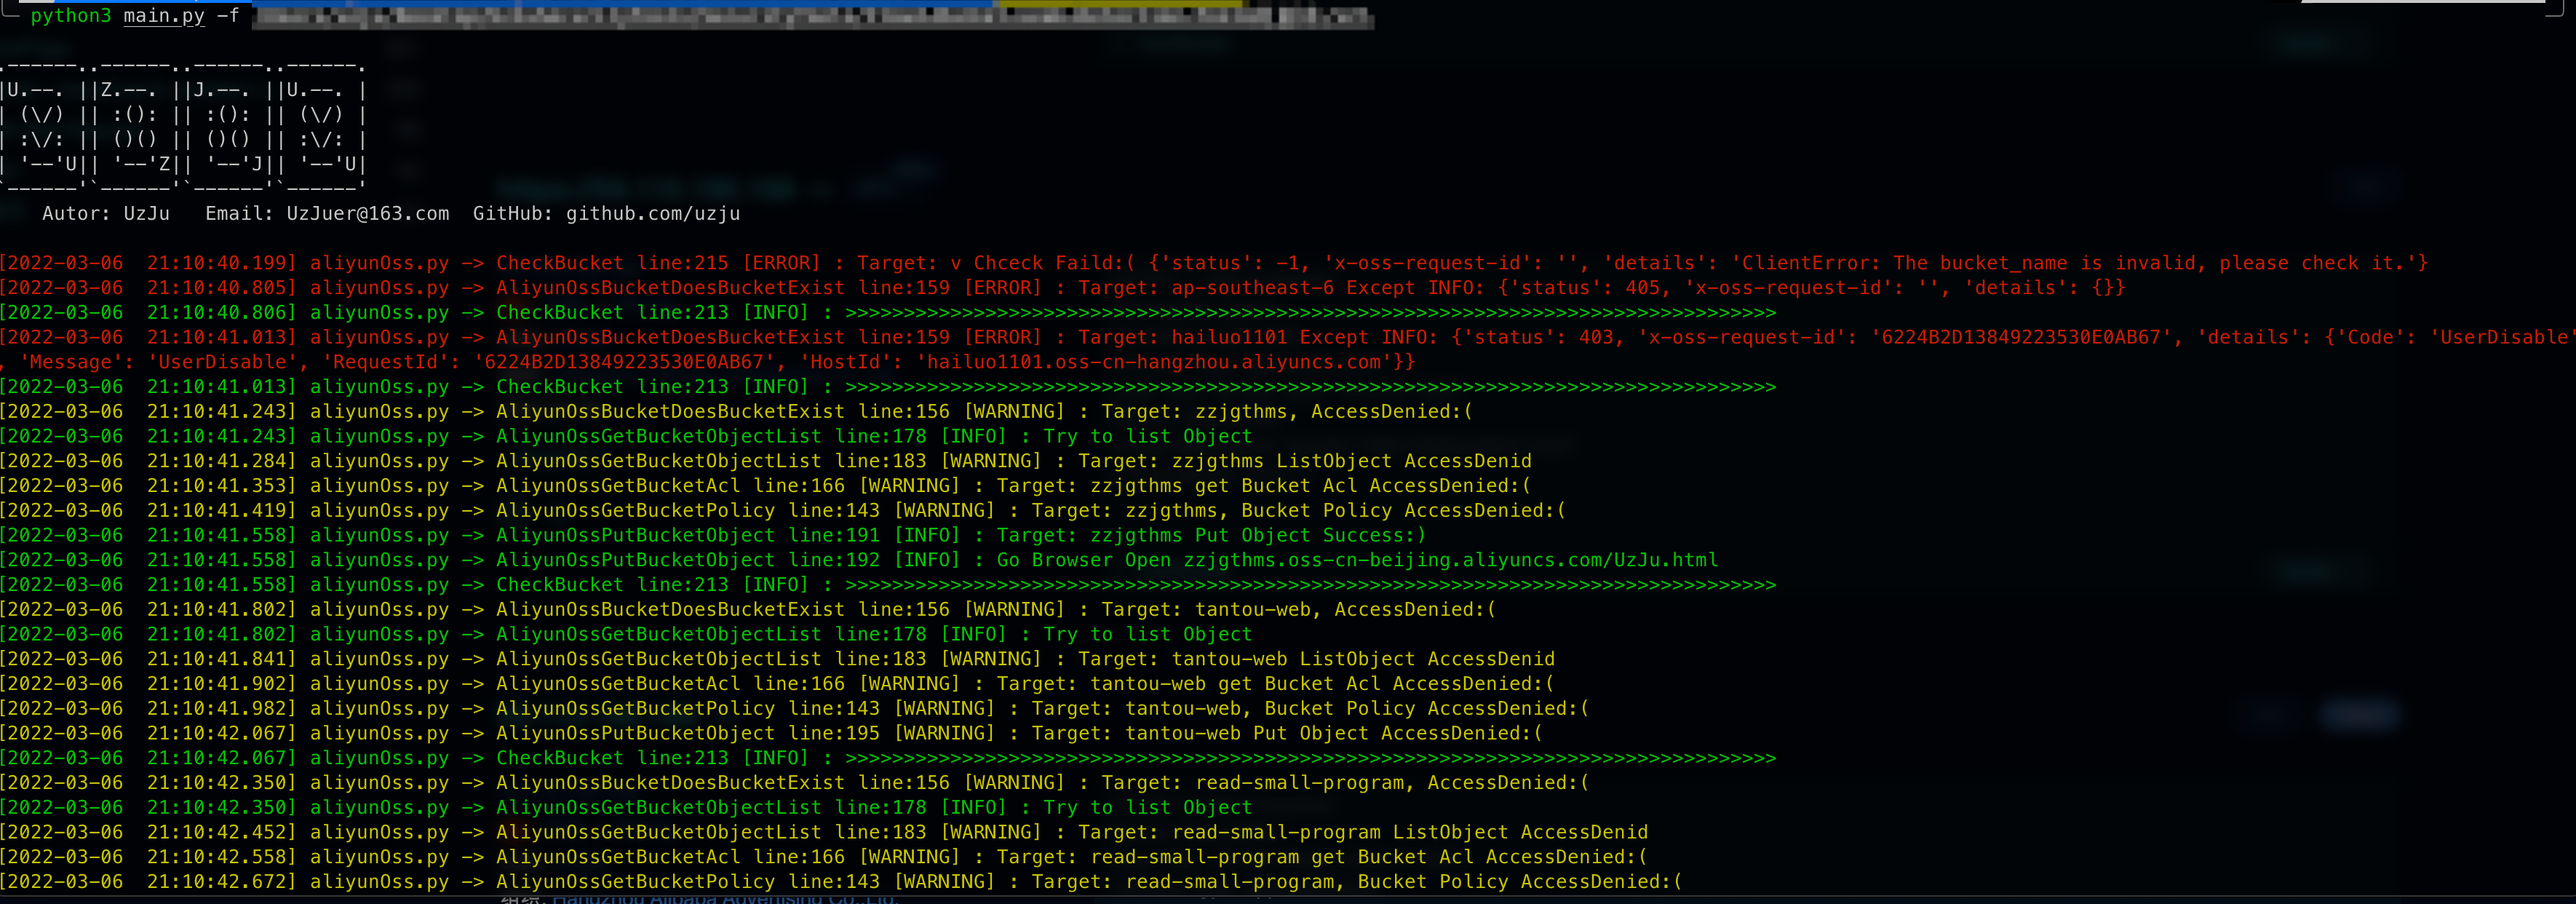 python3 main.py -f
.------..------..------..------.
|U.--. ||Z.--. ||J.--. ||U.--. |
| (\/) || :(): || :(): || (\/) |
| :\/: || ()() || ()() || :\/: |
| '--'U|| '--'Z|| '--'J|| '--'U|
`------'`------'`------'`------'
Autor: UzJu   Email: UzJuer@163.com  GitHub: github.com/uzju
[2022-03-06  21:10:40.199] aliyunOss.py -> CheckBucket line:215 [ERROR] : Target: v Chceck Faild:( {'status': -1, 'x-oss-request-id': '', 'details': 'ClientError: The bucket_name is invalid, please check it.'}
[2022-03-06  21:10:40.805] aliyunOss.py -> AliyunOssBucketDoesBucketExist line:159 [ERROR] : Target: ap-southeast-6 Except INFO: {'status': 405, 'x-oss-request-id': '', 'details': {}}
[2022-03-06  21:10:40.806] aliyunOss.py -> CheckBucket line:213 [INFO] : >>>>>>>>>>>>>>>>>>>>>>>>>>>>>>>>>>>>>>>>>>>>>>>>>>>>>>>>>>>>>>>>>>>>>>>>>>>>>>>>
[2022-03-06  21:10:41.013] aliyunOss.py -> AliyunOssBucketDoesBucketExist line:159 [ERROR] : Target: hailuo1101 Except INFO: {'status': 403, 'x-oss-request-id': '6224B2D13849223530E0AB67', 'details': {'Code': 'UserDisable'
, 'Message': 'UserDisable', 'RequestId': '6224B2D13849223530E0AB67', 'HostId': 'hailuo1101.oss-cn-hangzhou.aliyuncs.com'}}
[2022-03-06  21:10:41.013] aliyunOss.py -> CheckBucket line:213 [INFO] : >>>>>>>>>>>>>>>>>>>>>>>>>>>>>>>>>>>>>>>>>>>>>>>>>>>>>>>>>>>>>>>>>>>>>>>>>>>>>>>>
[2022-03-06  21:10:41.243] aliyunOss.py -> AliyunOssBucketDoesBucketExist line:156 [WARNING] : Target: zzjgthms, AccessDenied:(
[2022-03-06  21:10:41.243] aliyunOss.py -> AliyunOssGetBucketObjectList line:178 [INFO] : Try to list Object
[2022-03-06  21:10:41.284] aliyunOss.py -> AliyunOssGetBucketObjectList line:183 [WARNING] : Target: zzjgthms ListObject AccessDenid
[2022-03-06  21:10:41.353] aliyunOss.py -> AliyunOssGetBucketAcl line:166 [WARNING] : Target: zzjgthms get Bucket Acl AccessDenied:(
[2022-03-06  21:10:41.419] aliyunOss.py -> AliyunOssGetBucketPolicy line:143 [WARNING] : Target: zzjgthms, Bucket Policy AccessDenied:(
[2022-03-06  21:10:41.558] aliyunOss.py -> AliyunOssPutBucketObject line:191 [INFO] : Target: zzjgthms Put Object Success:)
[2022-03-06  21:10:41.558] aliyunOss.py -> AliyunOssPutBucketObject line:192 [INFO] : Go Browser Open zzjgthms.oss-cn-beijing.aliyuncs.com/UzJu.html
[2022-03-06  21:10:41.558] aliyunOss.py -> CheckBucket line:213 [INFO] : >>>>>>>>>>>>>>>>>>>>>>>>>>>>>>>>>>>>>>>>>>>>>>>>>>>>>>>>>>>>>>>>>>>>>>>>>>>>>>>>
[2022-03-06  21:10:41.802] aliyunOss.py -> AliyunOssBucketDoesBucketExist line:156 [WARNING] : Target: tantou-web, AccessDenied:(
[2022-03-06  21:10:41.802] aliyunOss.py -> AliyunOssGetBucketObjectList line:178 [INFO] : Try to list Object
[2022-03-06  21:10:41.841] aliyunOss.py -> AliyunOssGetBucketObjectList line:183 [WARNING] : Target: tantou-web ListObject AccessDenid
[2022-03-06  21:10:41.902] aliyunOss.py -> AliyunOssGetBucketAcl line:166 [WARNING] : Target: tantou-web get Bucket Acl AccessDenied:(
[2022-03-06  21:10:41.982] aliyunOss.py -> AliyunOssGetBucketPolicy line:143 [WARNING] : Target: tantou-web, Bucket Policy AccessDenied:(
[2022-03-06  21:10:42.067] aliyunOss.py -> AliyunOssPutBucketObject line:195 [WARNING] : Target: tantou-web Put Object AccessDenied:(
[2022-03-06  21:10:42.067] aliyunOss.py -> CheckBucket line:213 [INFO] : >>>>>>>>>>>>>>>>>>>>>>>>>>>>>>>>>>>>>>>>>>>>>>>>>>>>>>>>>>>>>>>>>>>>>>>>>>>>>>>>
[2022-03-06  21:10:42.350] aliyunOss.py -> AliyunOssBucketDoesBucketExist line:156 [WARNING] : Target: read-small-program, AccessDenied:(
[2022-03-06  21:10:42.350] aliyunOss.py -> AliyunOssGetBucketObjectList line:178 [INFO] : Try to list Object
[2022-03-06  21:10:42.452] aliyunOss.py -> AliyunOssGetBucketObjectList line:183 [WARNING] : Target: read-small-program ListObject AccessDenid
[2022-03-06  21:10:42.558] aliyunOss.py -> AliyunOssGetBucketAcl line:166 [WARNING] : Target: read-small-program get Bucket Acl AccessDenied:(
[2022-03-06  21:10:42.672] aliyunOss.py -> AliyunOssGetBucketPolicy line:143 [WARNING] : Target: read-small-program, Bucket Policy AccessDenied:(